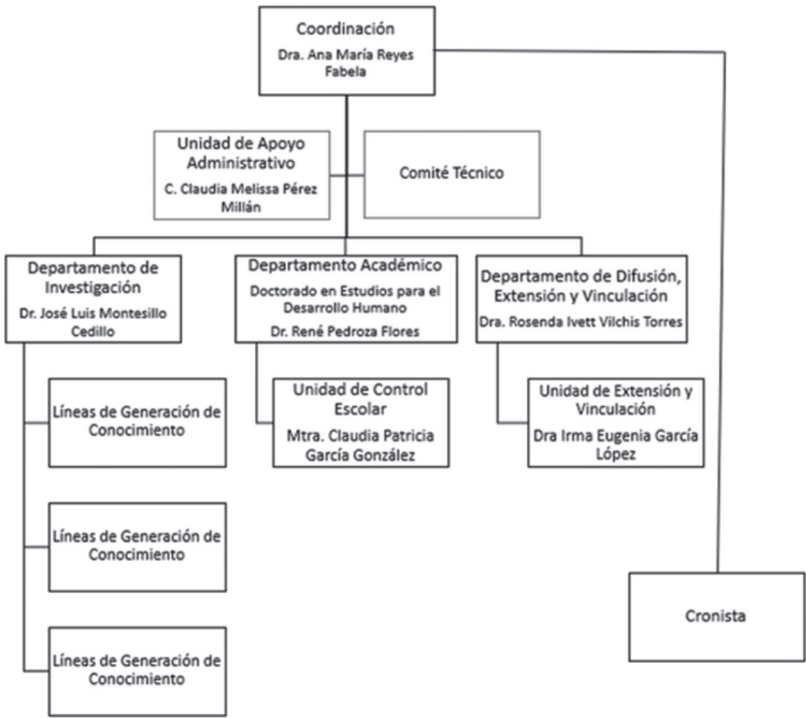 Coordinación
Dra. Ana María Reyes
Fabela
Unidad de Apoyo
Administrativo
C. Claudia Melissa Pérez
Millán
Comité Técnico
Departamento de
Investigación
Dr. José Luis Montesillo
Cedillo
Departamento Académico
Doctorado en Estudios para el
Desarrollo Humano
Dr. René Pedroza Flores
Departamento de Difusión,
Extensión y Vinculación
Dra. Rosenda Ivett Vilchis Torres
Líneas de Generación de
Conocimiento
Unidad de Control
Escolar
Mtra. Claudia Patricia
García González
Unidad de Extensión y
Vinculación
Dra Irma Eugenia García
López
Líneas de Generación de
Conocimiento
Cronista
Líneas de Generación de
Conocimiento